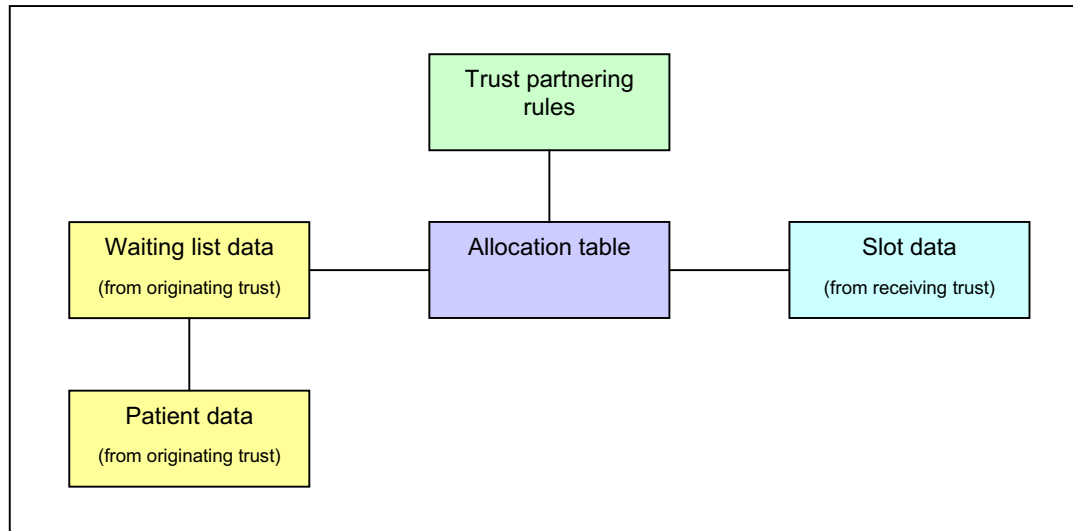 Trust partnering
rules
Waiting list data
(from originating trust)
Allocation table
Slot data
(from receiving trust)
Patient data
(from originating trust)